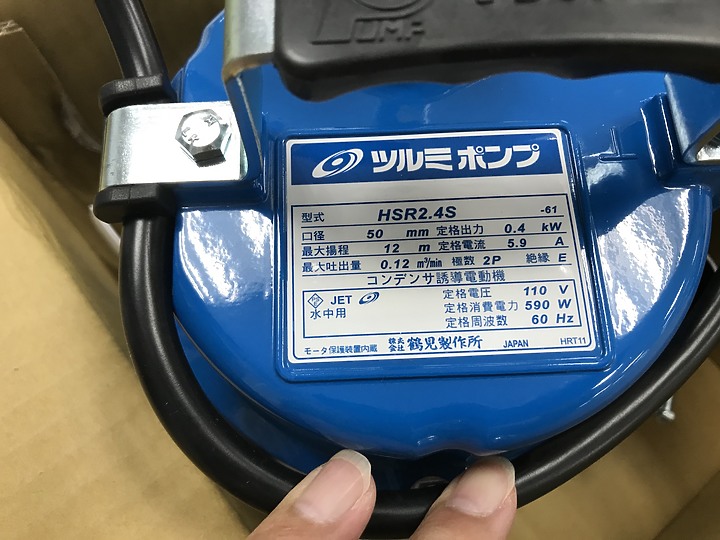 PUMP
ツルミポンプ
型式 HSR2.4S -61
口径 50 mm 定格出力 0.4 kW
最大揚程 12 m 定格電流 5.9 A
最大吐出量 0.12 m³/min 極数 2P 絶縁 E
コンデンサ誘導電動機
JET 定格電圧 110 V
水中用 定格消費電力 590 W
定格周波数 60 Hz
モータ保護装置内蔵 株式会社 鶴見製作所 JAPAN HRT11